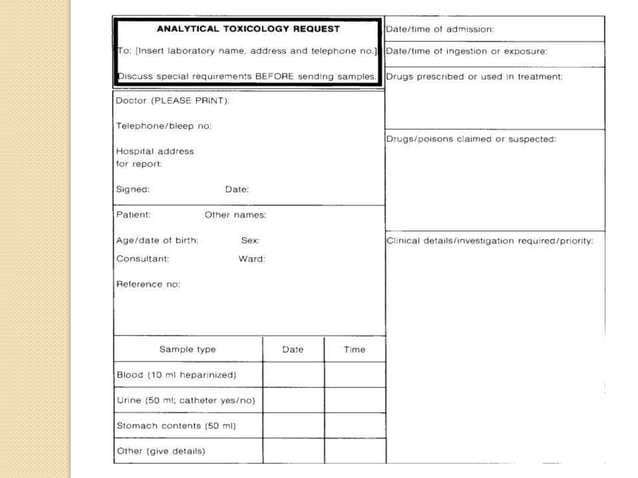 ANALYTICAL TOXICOLOGY REQUEST
To: [Insert laboratory name, address and telephone no.]
Discuss special requirements BEFORE sending samples.
Doctor (PLEASE PRINT):
Telephone/bleep no:
Hospital address
for report:
Signed: Date:
Patient: Other names:
Age/date of birth: Sex:
Consultant: Ward:
Reference no:
Sample type Date Time
Blood (10 ml heparinized)
Urine (50 ml; catheter yes/no)
Stomach contents (50 ml)
Other (give details)
Date/time of admission:
Date/time of ingestion or exposure:
Drugs prescribed or used in treatment:
Drugs/poisons claimed or suspected:
Clinical details/investigation required/priority: